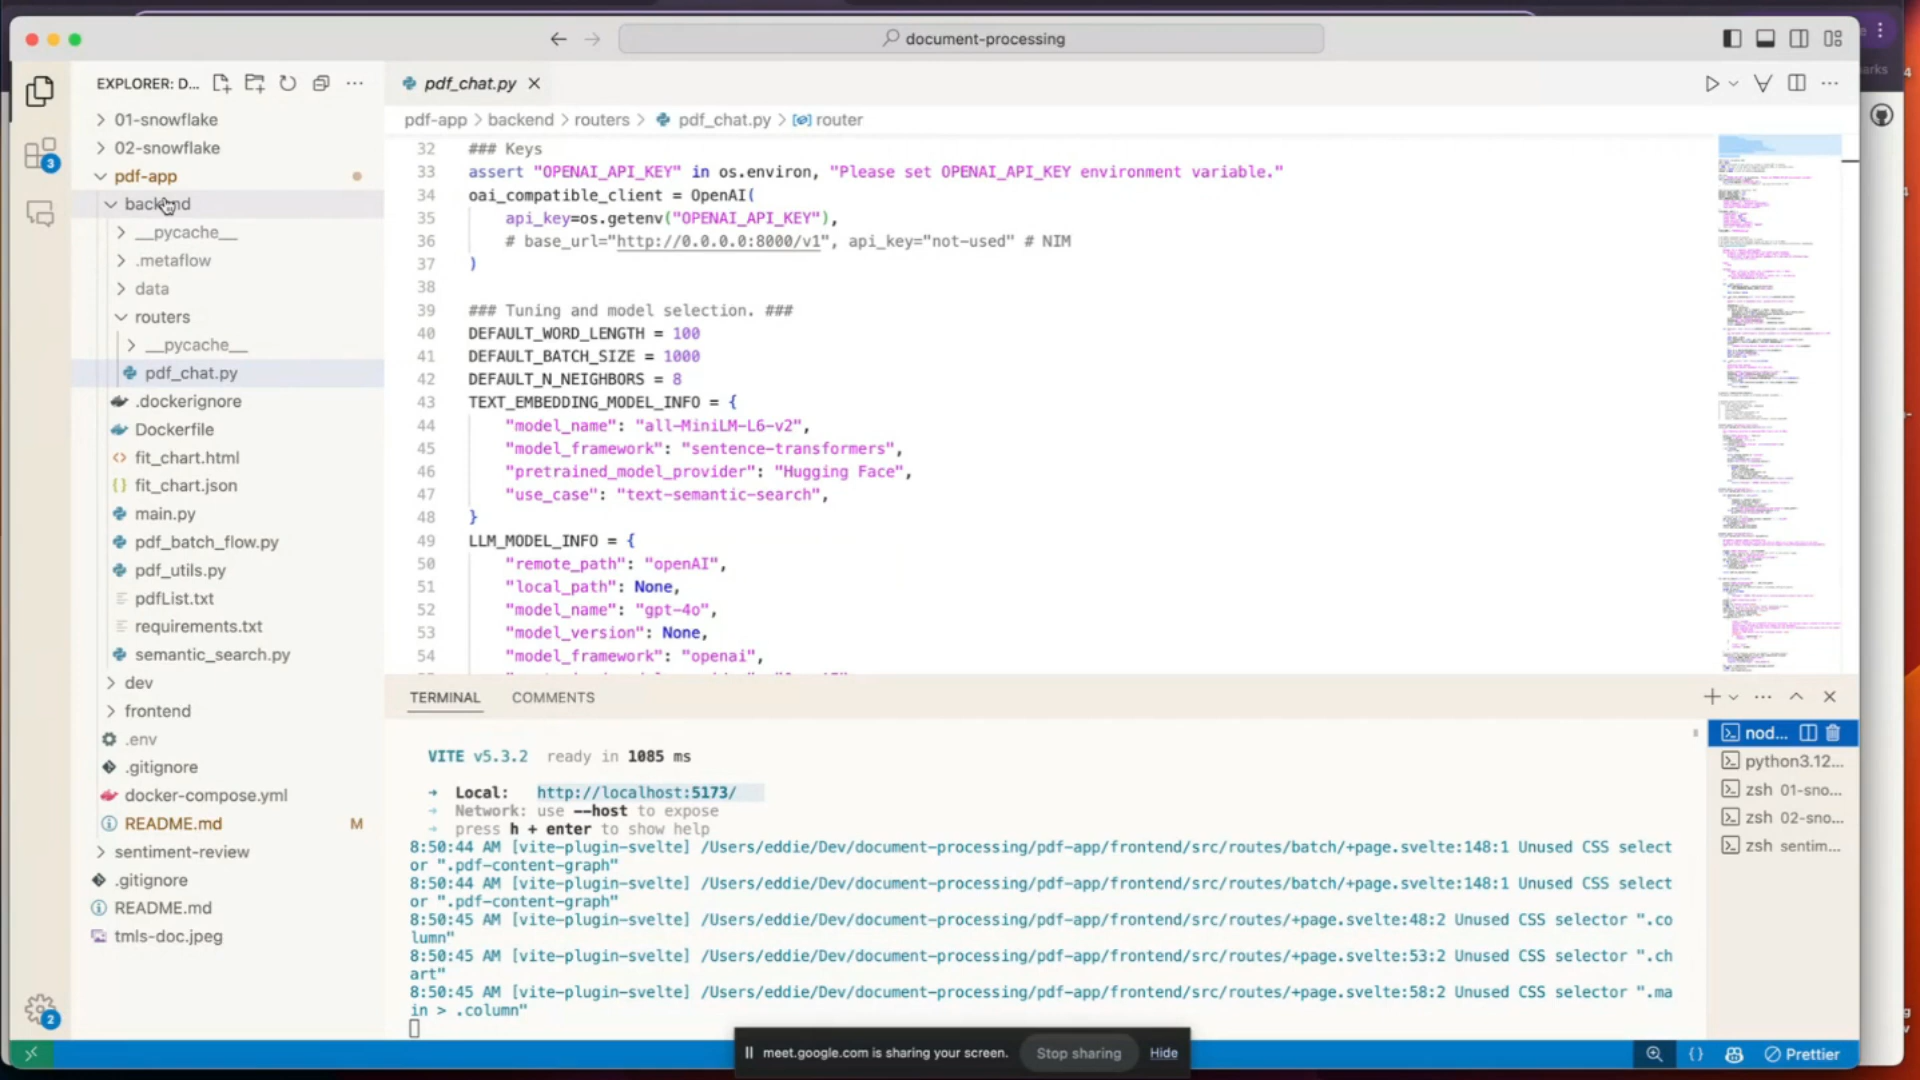 document-processing
EXPLORER: D...
pdf_chat.py
pdf-app > backend > routers > pdf_chat.py > router
01-snowflake
02-snowflake
pdf-app
backend
__pycache__
.metaflow
data
routers
__pycache__
pdf_chat.py
.dockerignore
Dockerfile
fit_chart.html
fit_chart.json
main.py
pdf_batch_flow.py
pdf_utils.py
pdfList.txt
requirements.txt
semantic_search.py
dev
frontend
.env
.gitignore
docker-compose.yml
README.md M
sentiment-review
.gitignore
README.md
tmls-doc.jpeg
3
2
32 ### Keys
33 assert "OPENAI_API_KEY" in os.environ, "Please set OPENAI_API_KEY environment variable."
34 oai_compatible_client = OpenAI(
35 api_key=os.getenv("OPENAI_API_KEY"),
36 # base_url="http://0.0.0.0:8000/v1", api_key="not-used" # NIM
37 )
38
39 ### Tuning and model selection. ###
40 DEFAULT_WORD_LENGTH = 100
41 DEFAULT_BATCH_SIZE = 1000
42 DEFAULT_N_NEIGHBORS = 8
43 TEXT_EMBEDDING_MODEL_INFO = {
44 "model_name": "all-MiniLM-L6-v2",
45 "model_framework": "sentence-transformers",
46 "pretrained_model_provider": "Hugging Face",
47 "use_case": "text-semantic-search",
48 }
49 LLM_MODEL_INFO = {
50 "remote_path": "openAI",
51 "local_path": None,
52 "model_name": "gpt-4o",
53 "model_version": None,
54 "model_framework": "openai",
TERMINAL COMMENTS
VITE v5.3.2 ready in 1085 ms
➜ Local: http://localhost:5173/
➜ Network: use --host to expose
➜ press h + enter to show help
8:50:44 AM [vite-plugin-svelte] /Users/eddie/Dev/document-processing/pdf-app/frontend/src/routes/batch/+page.svelte:148:1 Unused CSS select
or ".pdf-content-graph"
8:50:44 AM [vite-plugin-svelte] /Users/eddie/Dev/document-processing/pdf-app/frontend/src/routes/batch/+page.svelte:148:1 Unused CSS select
or ".pdf-content-graph"
8:50:45 AM [vite-plugin-svelte] /Users/eddie/Dev/document-processing/pdf-app/frontend/src/routes/+page.svelte:48:2 Unused CSS selector ".co
lumn"
8:50:45 AM [vite-plugin-svelte] /Users/eddie/Dev/document-processing/pdf-app/frontend/src/routes/+page.svelte:53:2 Unused CSS selector ".ch
art"
8:50:45 AM [vite-plugin-svelte] /Users/eddie/Dev/document-processing/pdf-app/frontend/src/routes/+page.svelte:58:2 Unused CSS selector ".ma
in > .column"
nod...
python3.12...
zsh 01-sno...
zsh 02-sno...
zsh sentim...
meet.google.com is sharing your screen. Stop sharing Hide
{} Prettier